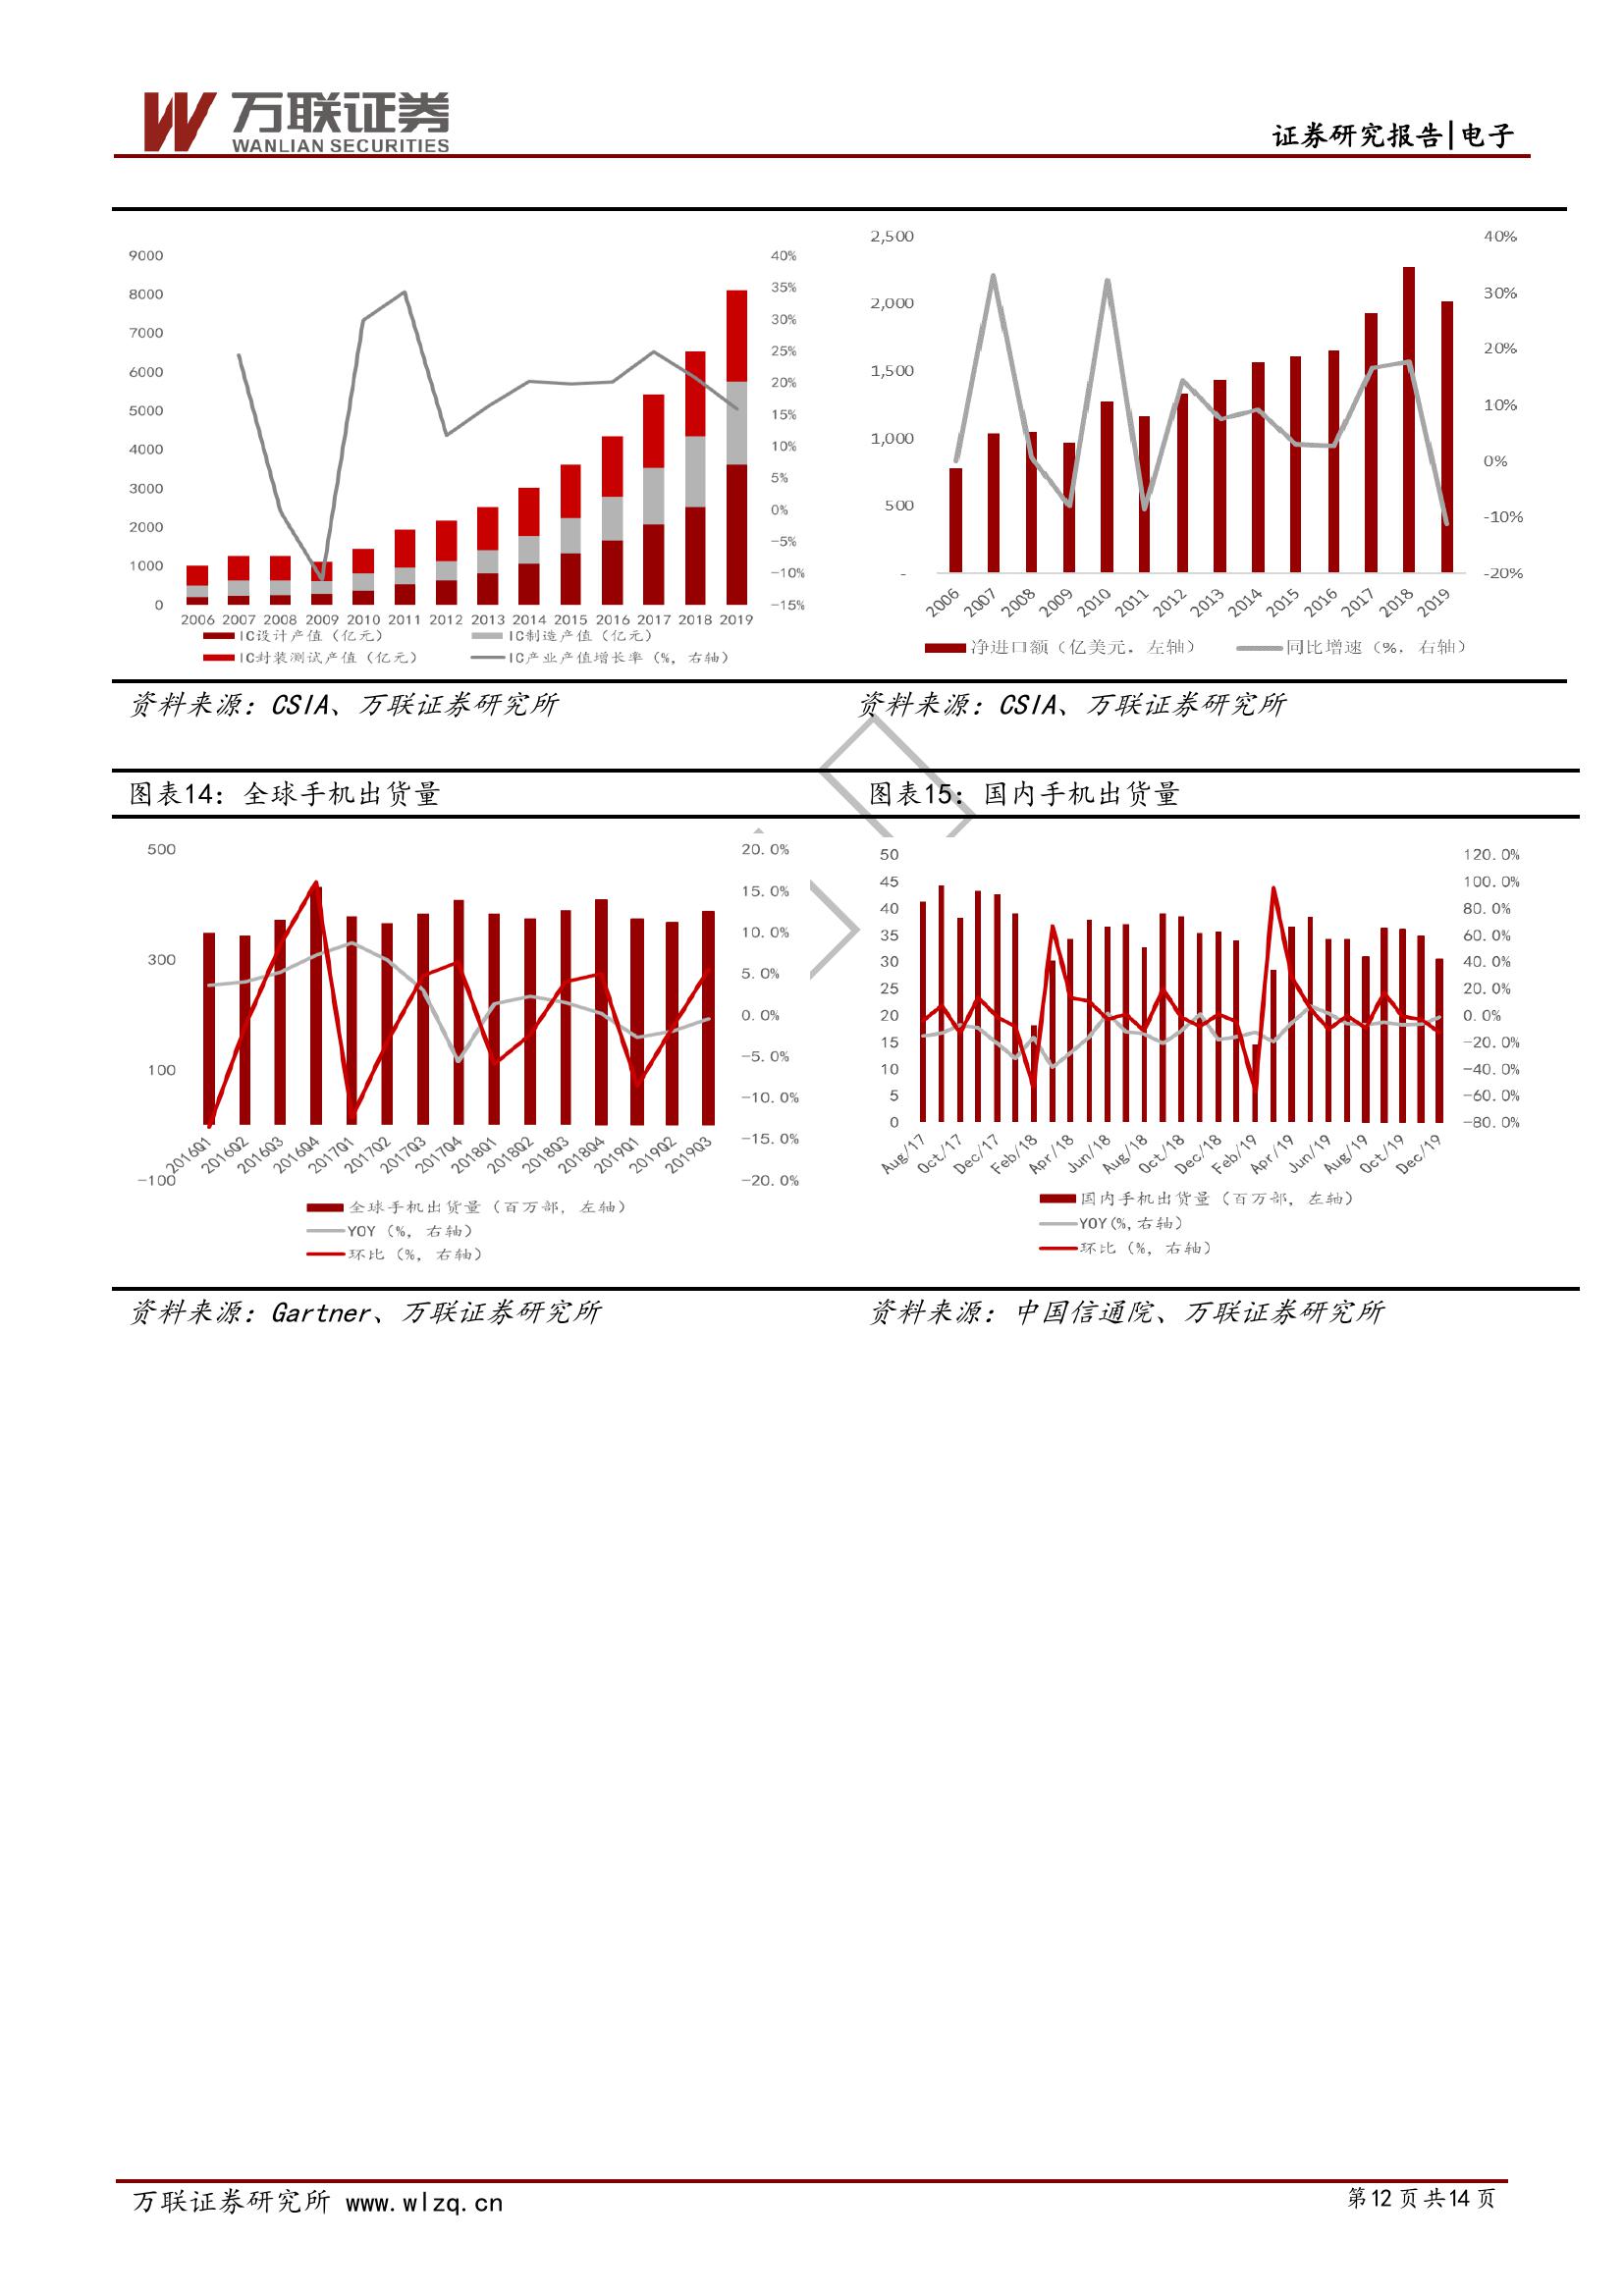 万联证券
WANLIAN SECURITIES
证券研究报告|电子
9000
8000
7000
6000
5000
4000
3000
2000
1000
0
40%
35%
30%
25%
20%
15%
10%
5%
0%
-5%
-10%
-15%
2006 2007 2008 2009 2010 2011 2012 2013 2014 2015 2016 2017 2018 2019
IC设计产值（亿元）
IC制造产值（亿元）
IC封装测试产值（亿元）
IC产业产值增长率（%，右轴）
2,500
2,000
1,500
1,000
500
-
40%
30%
20%
10%
0%
-10%
-20%
2006 2007 2008 2009 2010 2011 2012 2013 2014 2015 2016 2017 2018 2019
净进口额（亿美元，左轴）
同比增速（%，右轴）
资料来源：CSIA、万联证券研究所
资料来源：CSIA、万联证券研究所
图表14：全球手机出货量
图表15：国内手机出货量
500
300
100
-100
20.0%
15.0%
10.0%
5.0%
0.0%
-5.0%
-10.0%
-15.0%
-20.0%
2016Q1 2016Q2 2016Q3 2016Q4 2017Q1 2017Q2 2017Q3 2017Q4 2018Q1 2018Q2 2018Q3 2018Q4 2019Q1 2019Q2 2019Q3
全球手机出货量（百万部，左轴）
YOY（%，右轴）
环比（%，右轴）
50
45
40
35
30
25
20
15
10
5
0
120.0%
100.0%
80.0%
60.0%
40.0%
20.0%
0.0%
-20.0%
-40.0%
-60.0%
-80.0%
Aug/17 Oct/17 Dec/17 Feb/18 Apr/18 Jun/18 Aug/18 Oct/18 Dec/18 Feb/19 Apr/19 Jun/19 Aug/19 Oct/19 Dec/19
国内手机出货量（百万部，左轴）
YOY(%,右轴）
环比（%，右轴）
资料来源：Gartner、万联证券研究所
资料来源：中国信通院、万联证券研究所
万联证券研究所 www.wlzq.cn
第12页共14页